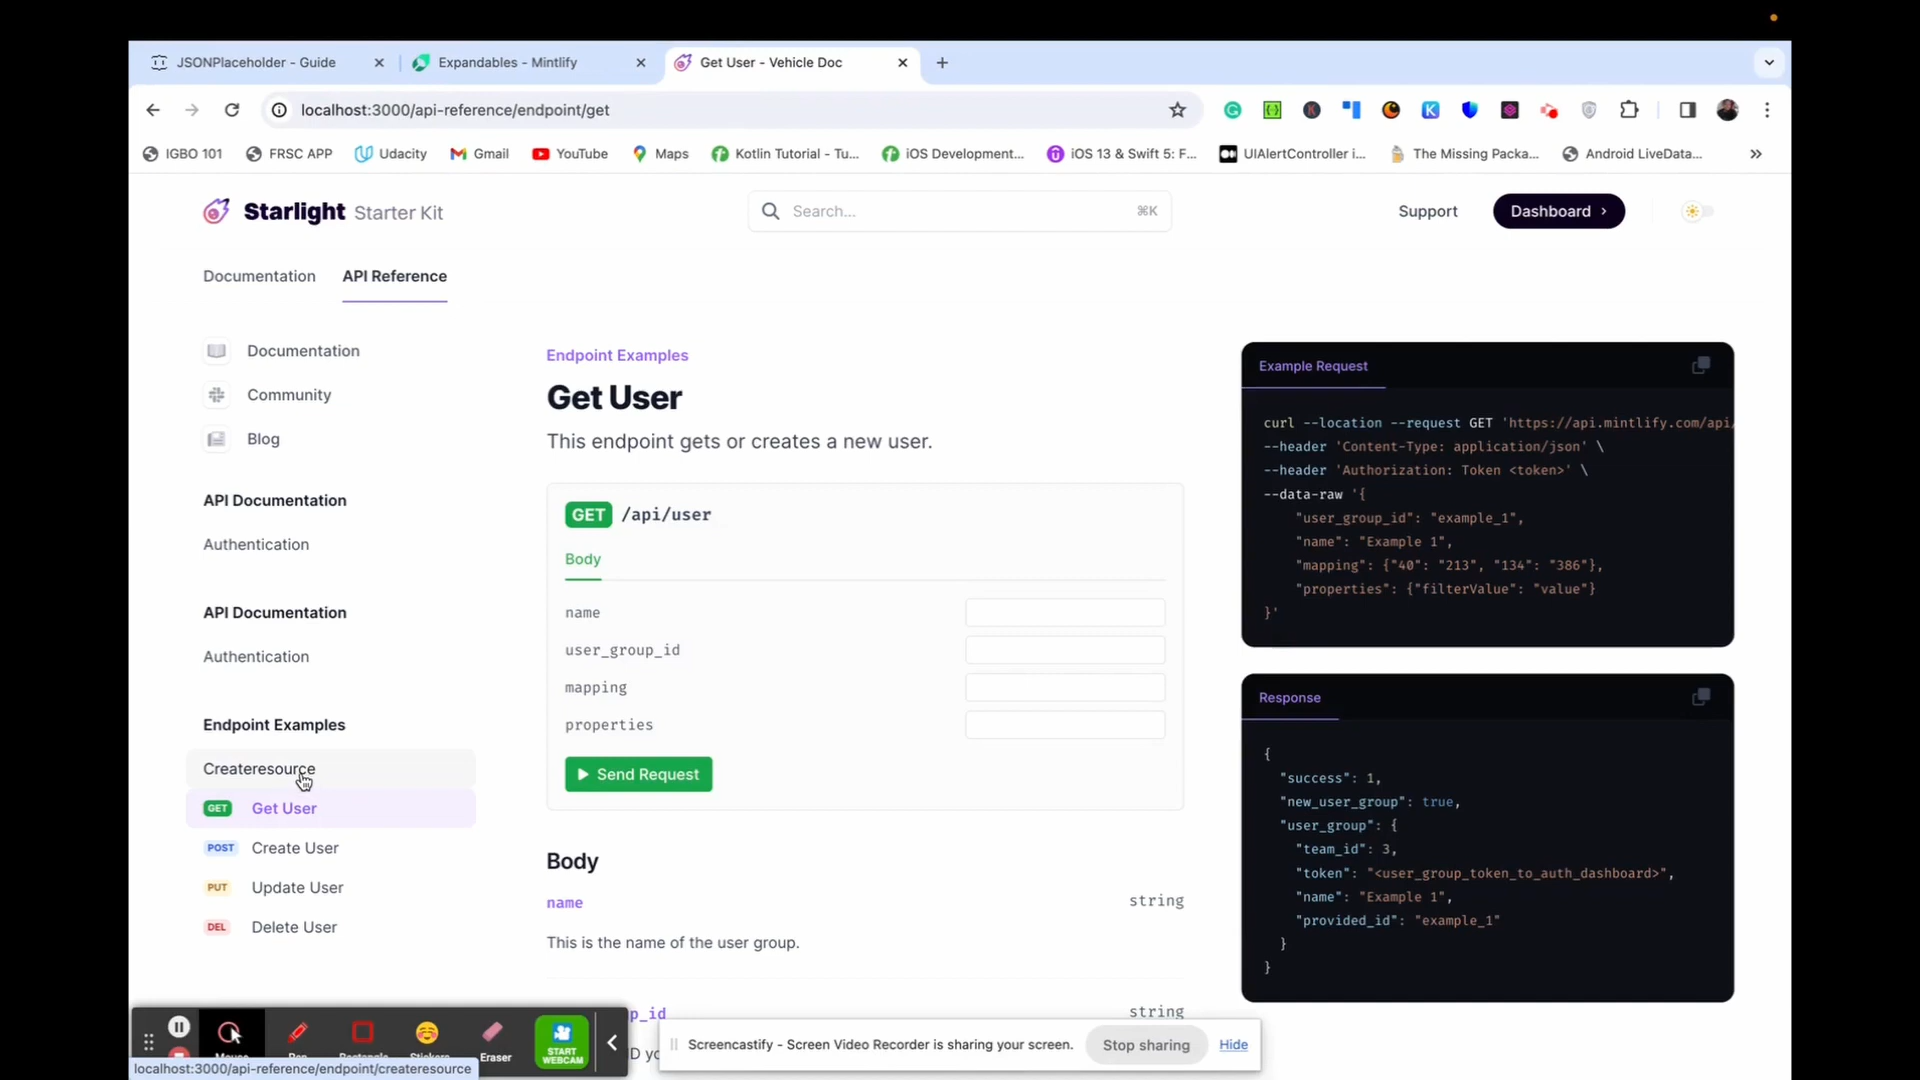 JSONPlaceholder - Guide
Expandables - Mintlify
Get User - Vehicle Doc
localhost:3000/api-reference/endpoint/get
IGBO 101
FRSC APP
Udacity
Gmail
YouTube
Maps
Kotlin Tutorial - Tu...
iOS Development...
iOS 13 & Swift 5: F...
UIAlertController i...
The Missing Packa...
Android LiveData...
Starlight Starter Kit
Search...
⌘K
Support
Dashboard
Documentation
API Reference
Documentation
Community
Blog
API Documentation
Authentication
API Documentation
Authentication
Endpoint Examples
Createresource
GET Get User
POST Create User
PUT Update User
DEL Delete User
Endpoint Examples
Get User
This endpoint gets or creates a new user.
GET /api/user
Body
name
user_group_id
mapping
properties
Send Request
Body
name string
This is the name of the user group.
p_id string
Example Request
curl --location --request GET 'https://api.mintlify.com/api/
--header 'Content-Type: application/json' \
--header 'Authorization: Token <token>' \
--data-raw '{
"user_group_id": "example_1",
"name": "Example 1",
"mapping": {"40": "213", "134": "386"},
"properties": {"filterValue": "value"}
}'
Response
{
"success": 1,
"new_user_group": true,
"user_group": {
"team_id": 3,
"token": "<user_group_token_to_auth_dashboard>",
"name": "Example 1",
"provided_id": "example_1"
}
}
Eraser
START
WEBCAM
Screencastify - Screen Video Recorder is sharing your screen.
Stop sharing
Hide
localhost:3000/api-reference/endpoint/createresource